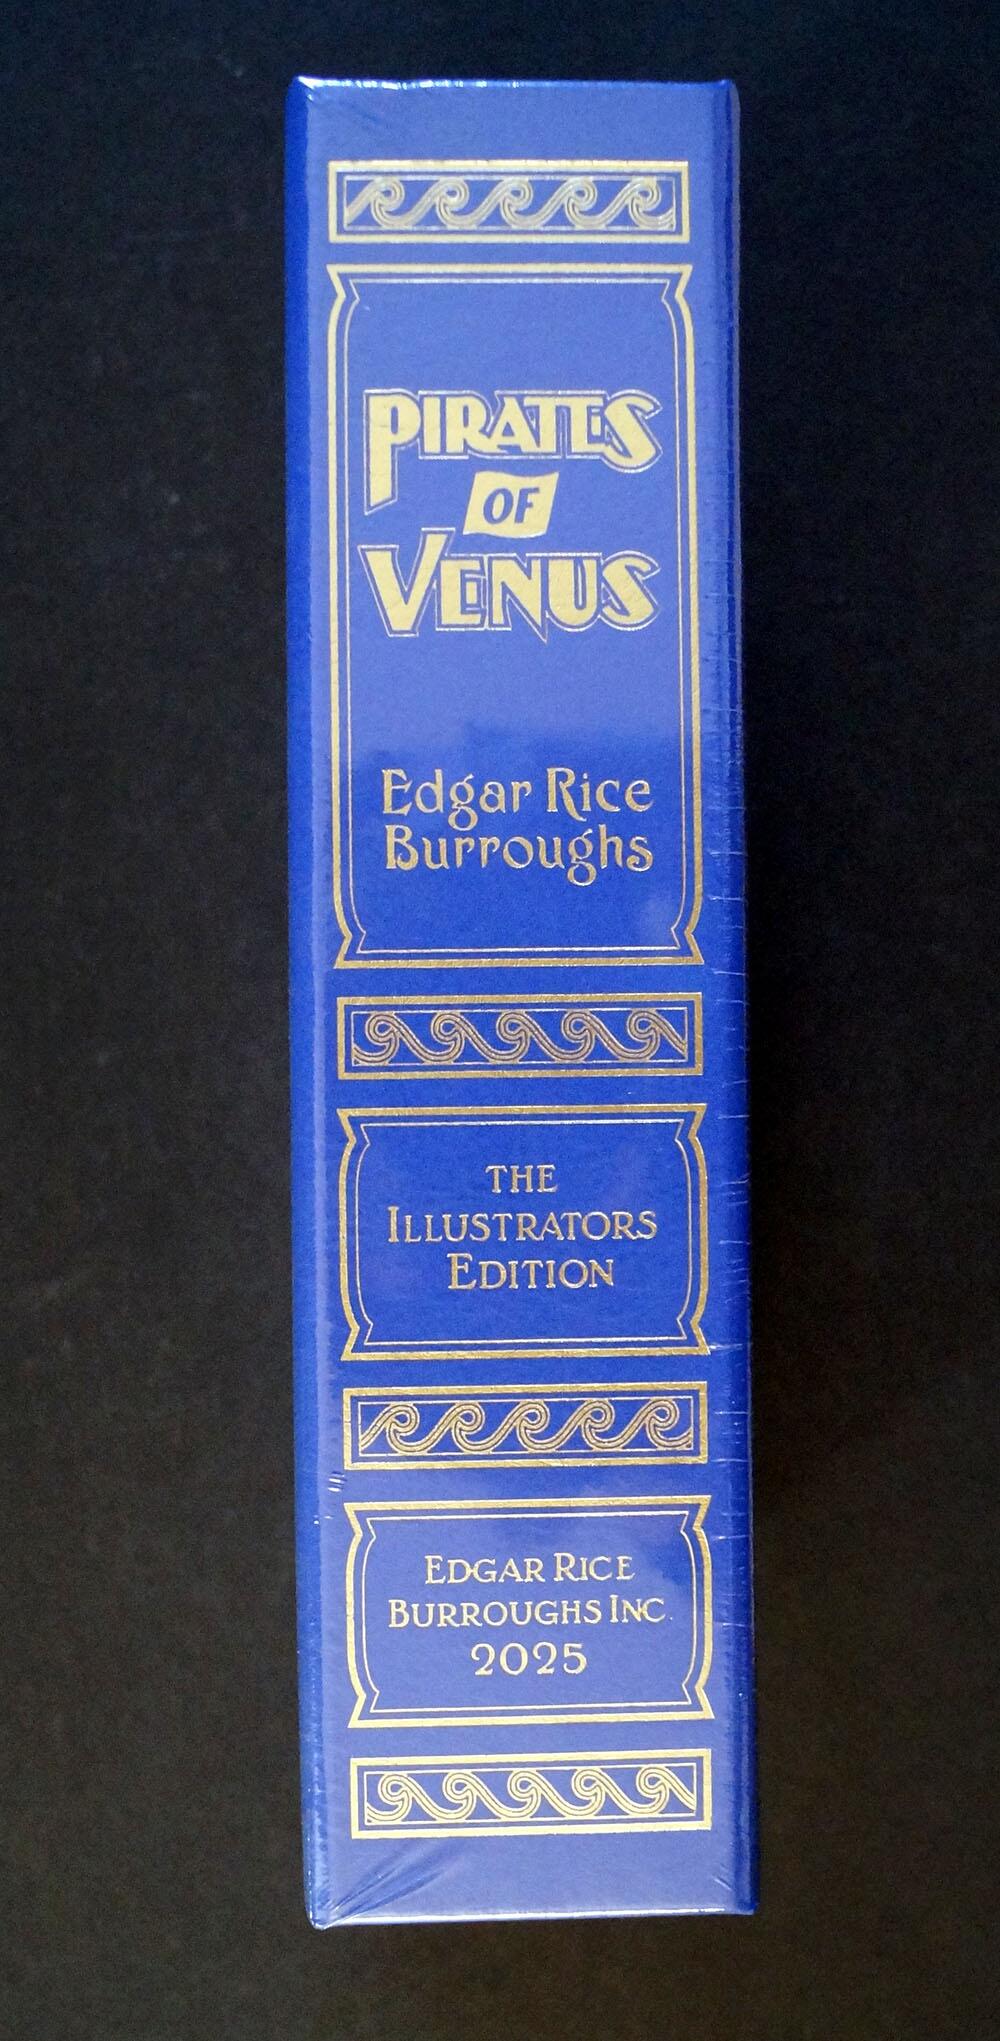 PIRATES
OF
VENUS
Edgar Rice
Burroughs
THE
ILLUSTRATORS
EDITION
EDGAR RICE
BURROUGHS INC.
2025